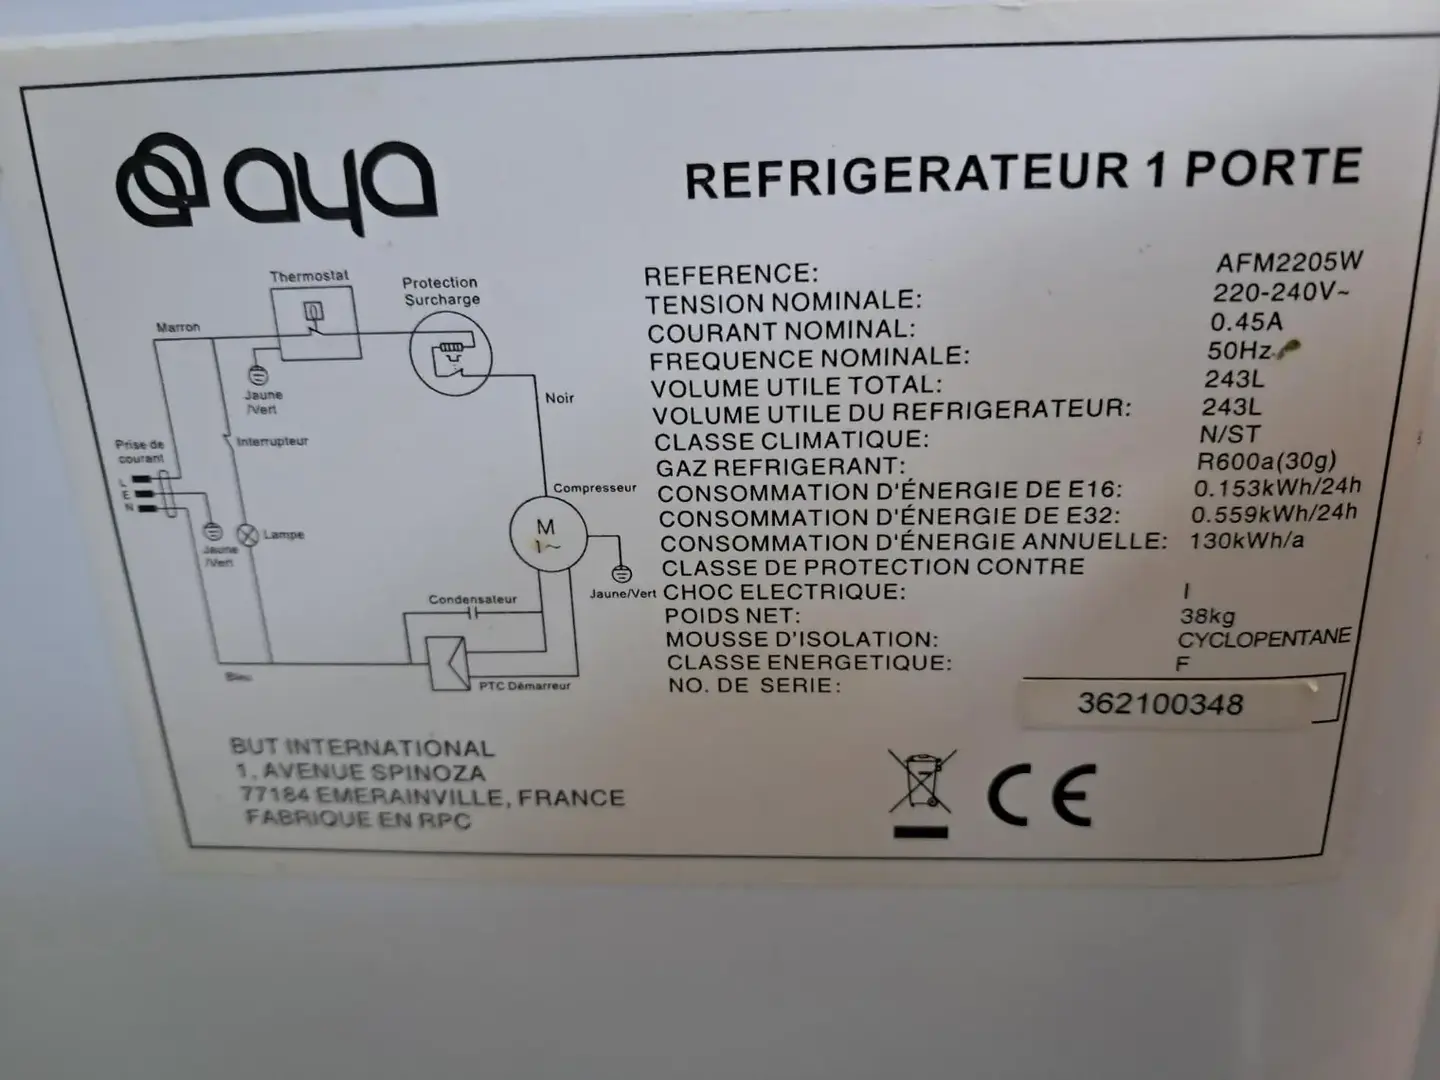 aya
REFRIGERATEUR 1 PORTE
Thermostat
Protection
Surcharge
Marron
Jaune
/Vert
Noir
Prise de
courant
L
E
N
Interrupteur
Lampe
Jaune
/Vert
Compresseur
M
1~
Jaune/Vert
Condensateur
PTC Démarreur
Bleu
REFERENCE: AFM2205W
TENSION NOMINALE: 220-240V~
COURANT NOMINAL: 0.45A
FREQUENCE NOMINALE: 50Hz
VOLUME UTILE TOTAL: 243L
VOLUME UTILE DU REFRIGERATEUR: 243L
CLASSE CLIMATIQUE: N/ST
GAZ REFRIGERANT: R600a(30g)
CONSOMMATION D'ÉNERGIE DE E16: 0.153kWh/24h
CONSOMMATION D'ÉNERGIE DE E32: 0.559kWh/24h
CONSOMMATION D'ÉNERGIE ANNUELLE: 130kWh/a
CLASSE DE PROTECTION CONTRE
CHOC ELECTRIQUE: I
POIDS NET: 38kg
MOUSSE D'ISOLATION: CYCLOPENTANE
CLASSE ENERGETIQUE: F
NO. DE SERIE: 362100348
BUT INTERNATIONAL
1, AVENUE SPINOZA
77184 EMERAINVILLE, FRANCE
FABRIQUE EN RPC
CE